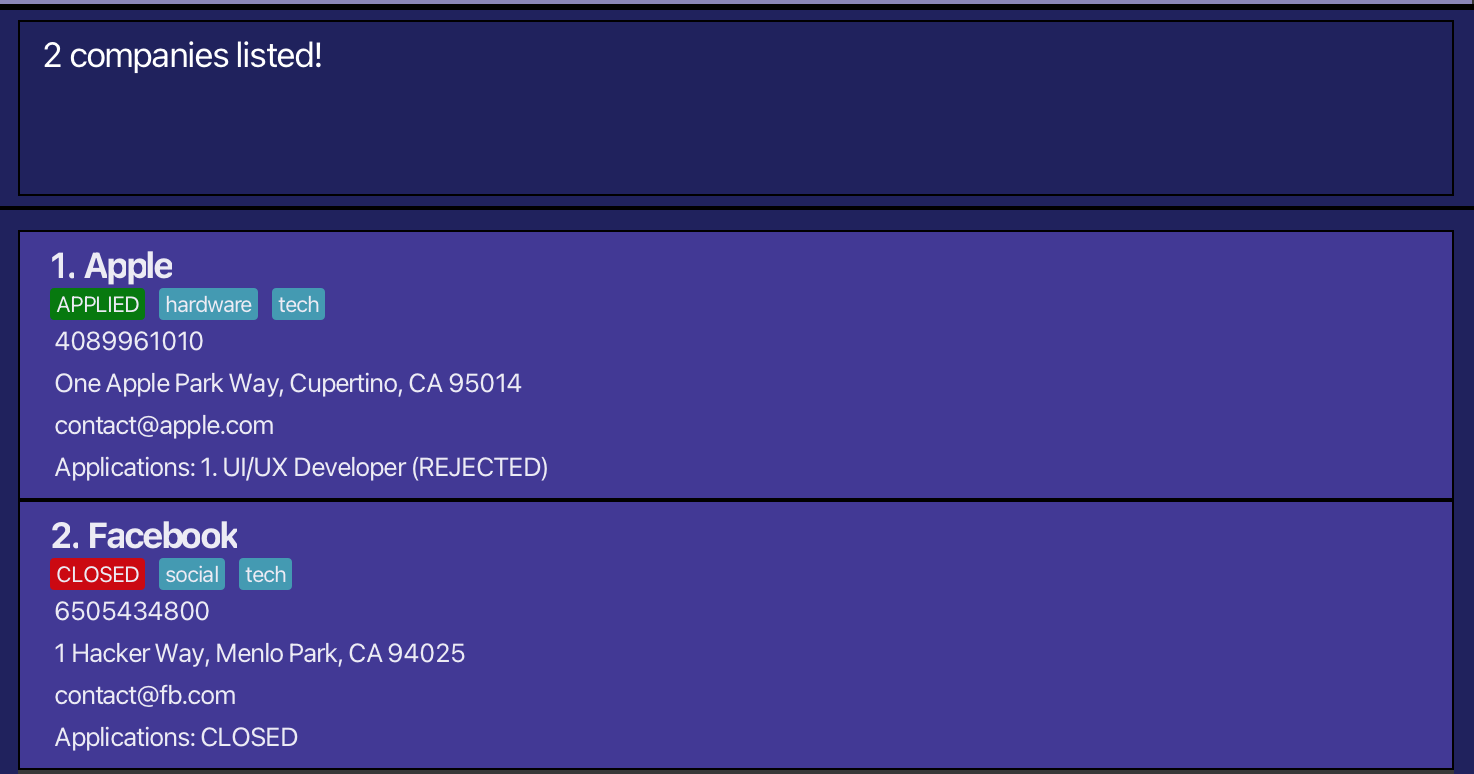 2 companies listed!
1. Apple
APPLIED hardware tech
4089961010
One Apple Park Way, Cupertino, CA 95014
contact@apple.com
Applications: 1. UI/UX Developer (REJECTED)
2. Facebook
CLOSED social tech
6505434800
1 Hacker Way, Menlo Park, CA 94025
contact@fb.com
Applications: CLOSED